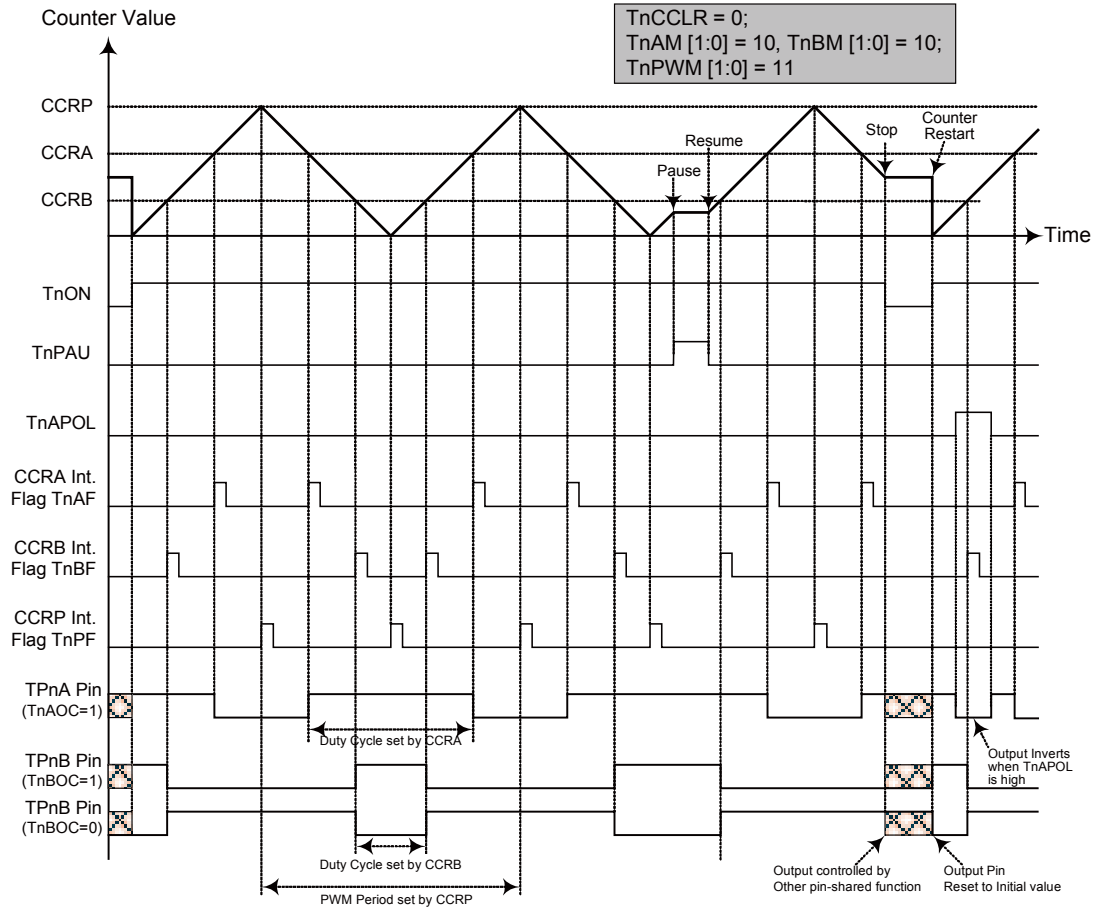 Counter Value
TnCCLR = 0;
TnAM [1:0] = 10, TnBM [1:0] = 10;
TnPWM [1:0] = 11
CCRP
CCRA
CCRB
Pause
Resume
Stop
Counter
Restart
Time
TnON
TnPAU
TnAPOL
CCRA Int.
Flag TnAF
CCRB Int.
Flag TnBF
CCRP Int.
Flag TnPF
TPnA Pin
(TnAOC=1)
Duty Cycle set by CCRA
Output Inverts
when TnAPOL
is high
TPnB Pin
(TnBOC=1)
TPnB Pin
(TnBOC=0)
Duty Cycle set by CCRB
Output controlled by
Other pin-shared function
Output Pin
Reset to Initial value
PWM Period set by CCRP